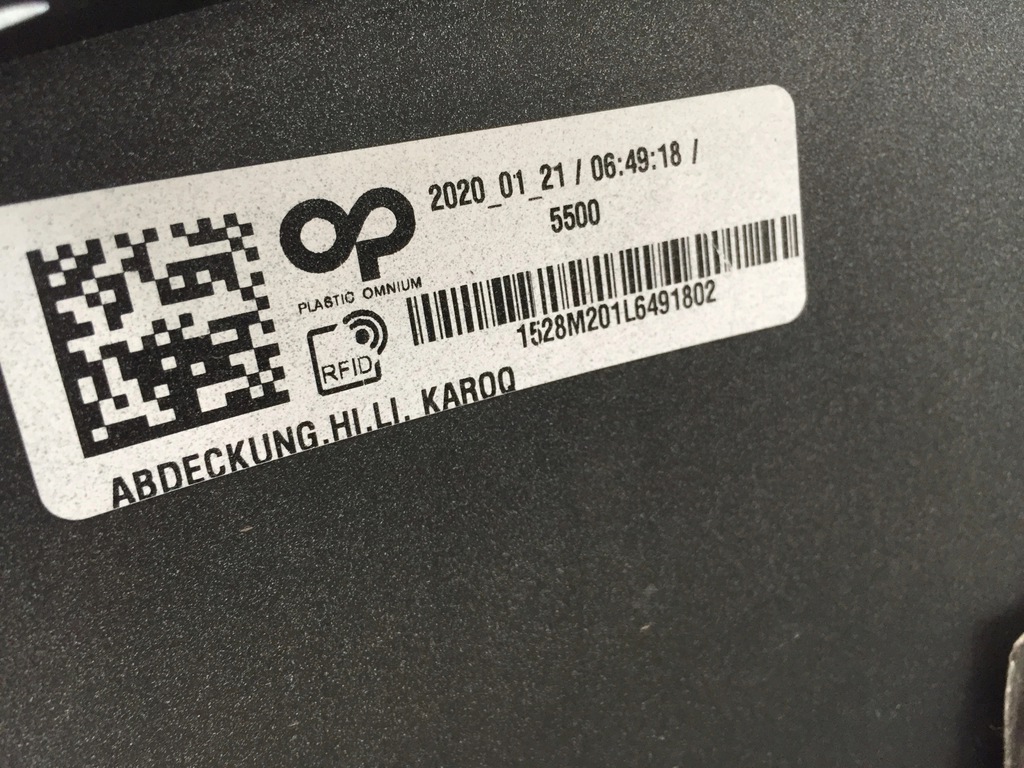 2020_01_21 / 06:49:18 /
5500
PLASTIC OMNIUM
RFID
1528M201L6491802
ABDECKUNG.HI.LI. KAROQ